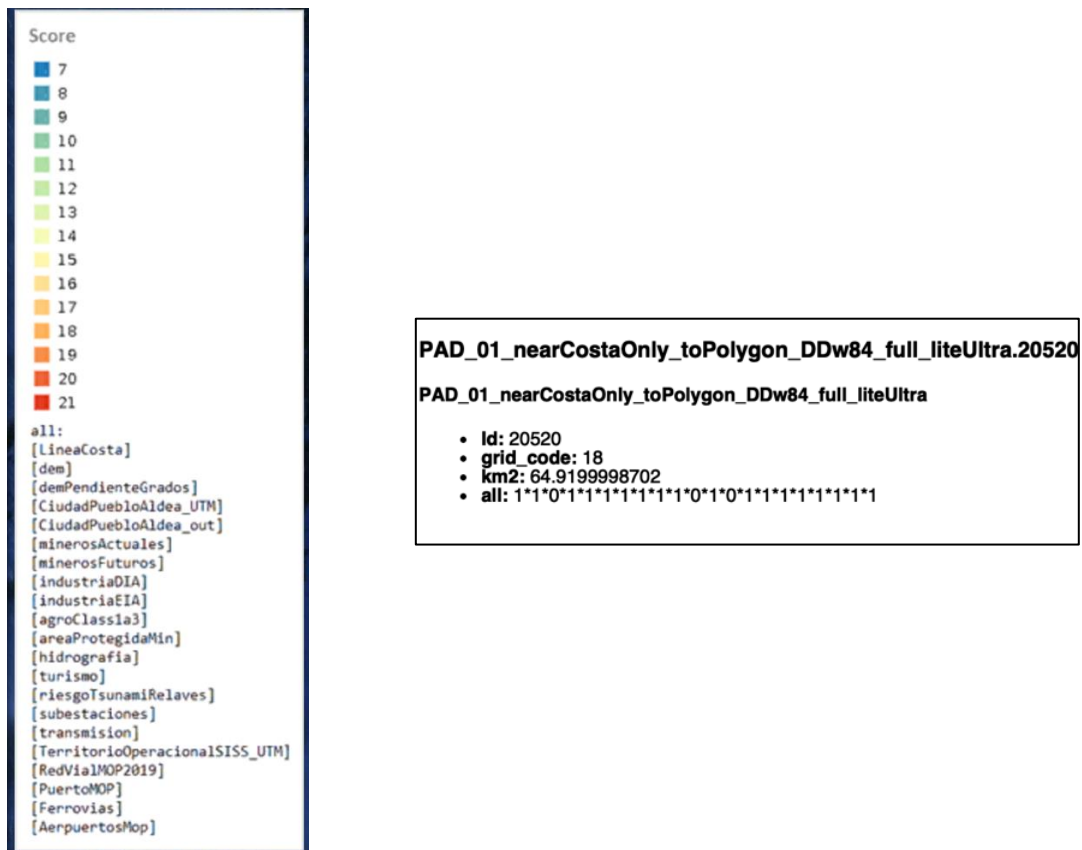 Score
7
8
9
10
11
12
13
14
15
16
17
18
19
20
21
all:
[LineaCosta]
[dem]
[demPendienteGrados]
[CiudadPuebloAldea_UTM]
[CiudadPuebloAldea_out]
[minerosActuales]
[minerosFuturos]
[industriaDIA]
[industriaEIA]
[agroClass1a3]
[areaProtegidaMin]
[hidrografia]
[turismo]
[riesgoTsunamiRelaves]
[subestaciones]
[transmision]
[TerritorioOperacionalSISS_UTM]
[RedVialMOP2019]
[PuertoMOP]
[Ferrovias]
[AerpuertosMop]
PAD_01_nearCostaOnly_toPolygon_DDw84_full_liteUltra.20520
PAD_01_nearCostaOnly_toPolygon_DDw84_full_liteUltra
• Id: 20520
• grid_code: 18
• km2: 64.9199998702
• all: 1*1*0*1*1*1*1*1*1*1*0*1*0*1*1*1*1*1*1*1*1